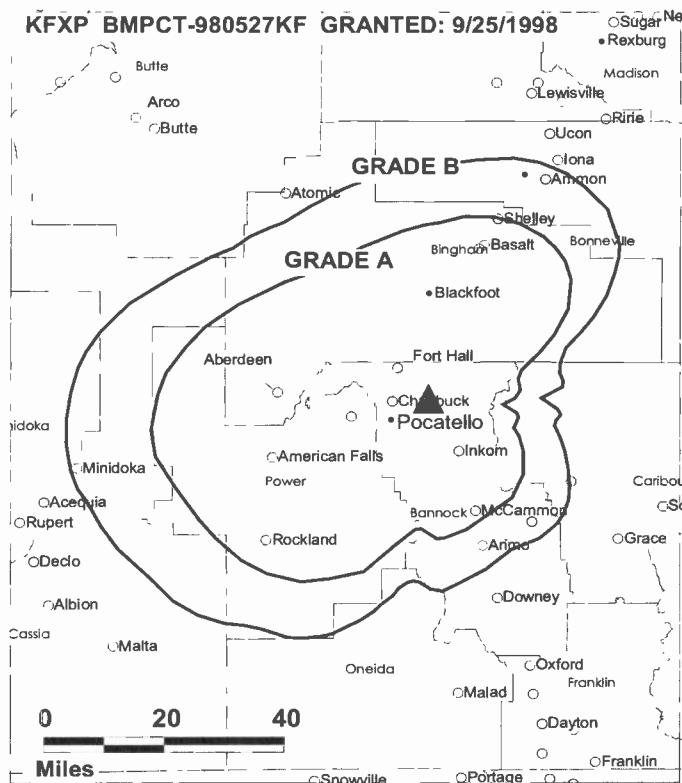 KFXP BMPCT-980527KF GRANTED: 9/25/1998
Sugar
Ne
Rexburg
Butte
Madison
Lewisville
Arco
Butte
Ririe
Ucon
Iona
GRADE B
Ammon
Atomic
Shelley
Bingham
Basalt
Bonneville
GRADE A
Blackfoot
Fort Hall
Aberdeen
Pocatello
nidoka
Inkom
American Falls
Minidoka
Power
Caribou
Acequia
Bannock
McCammon
Rupert
Rockland
Arimo
Grace
Declo
Albion
Downey
Cassia
Malta
Oneida
Oxford
Franklin
Malad
0 20 40
Dayton
Miles
Franklin
Snowville
Portage